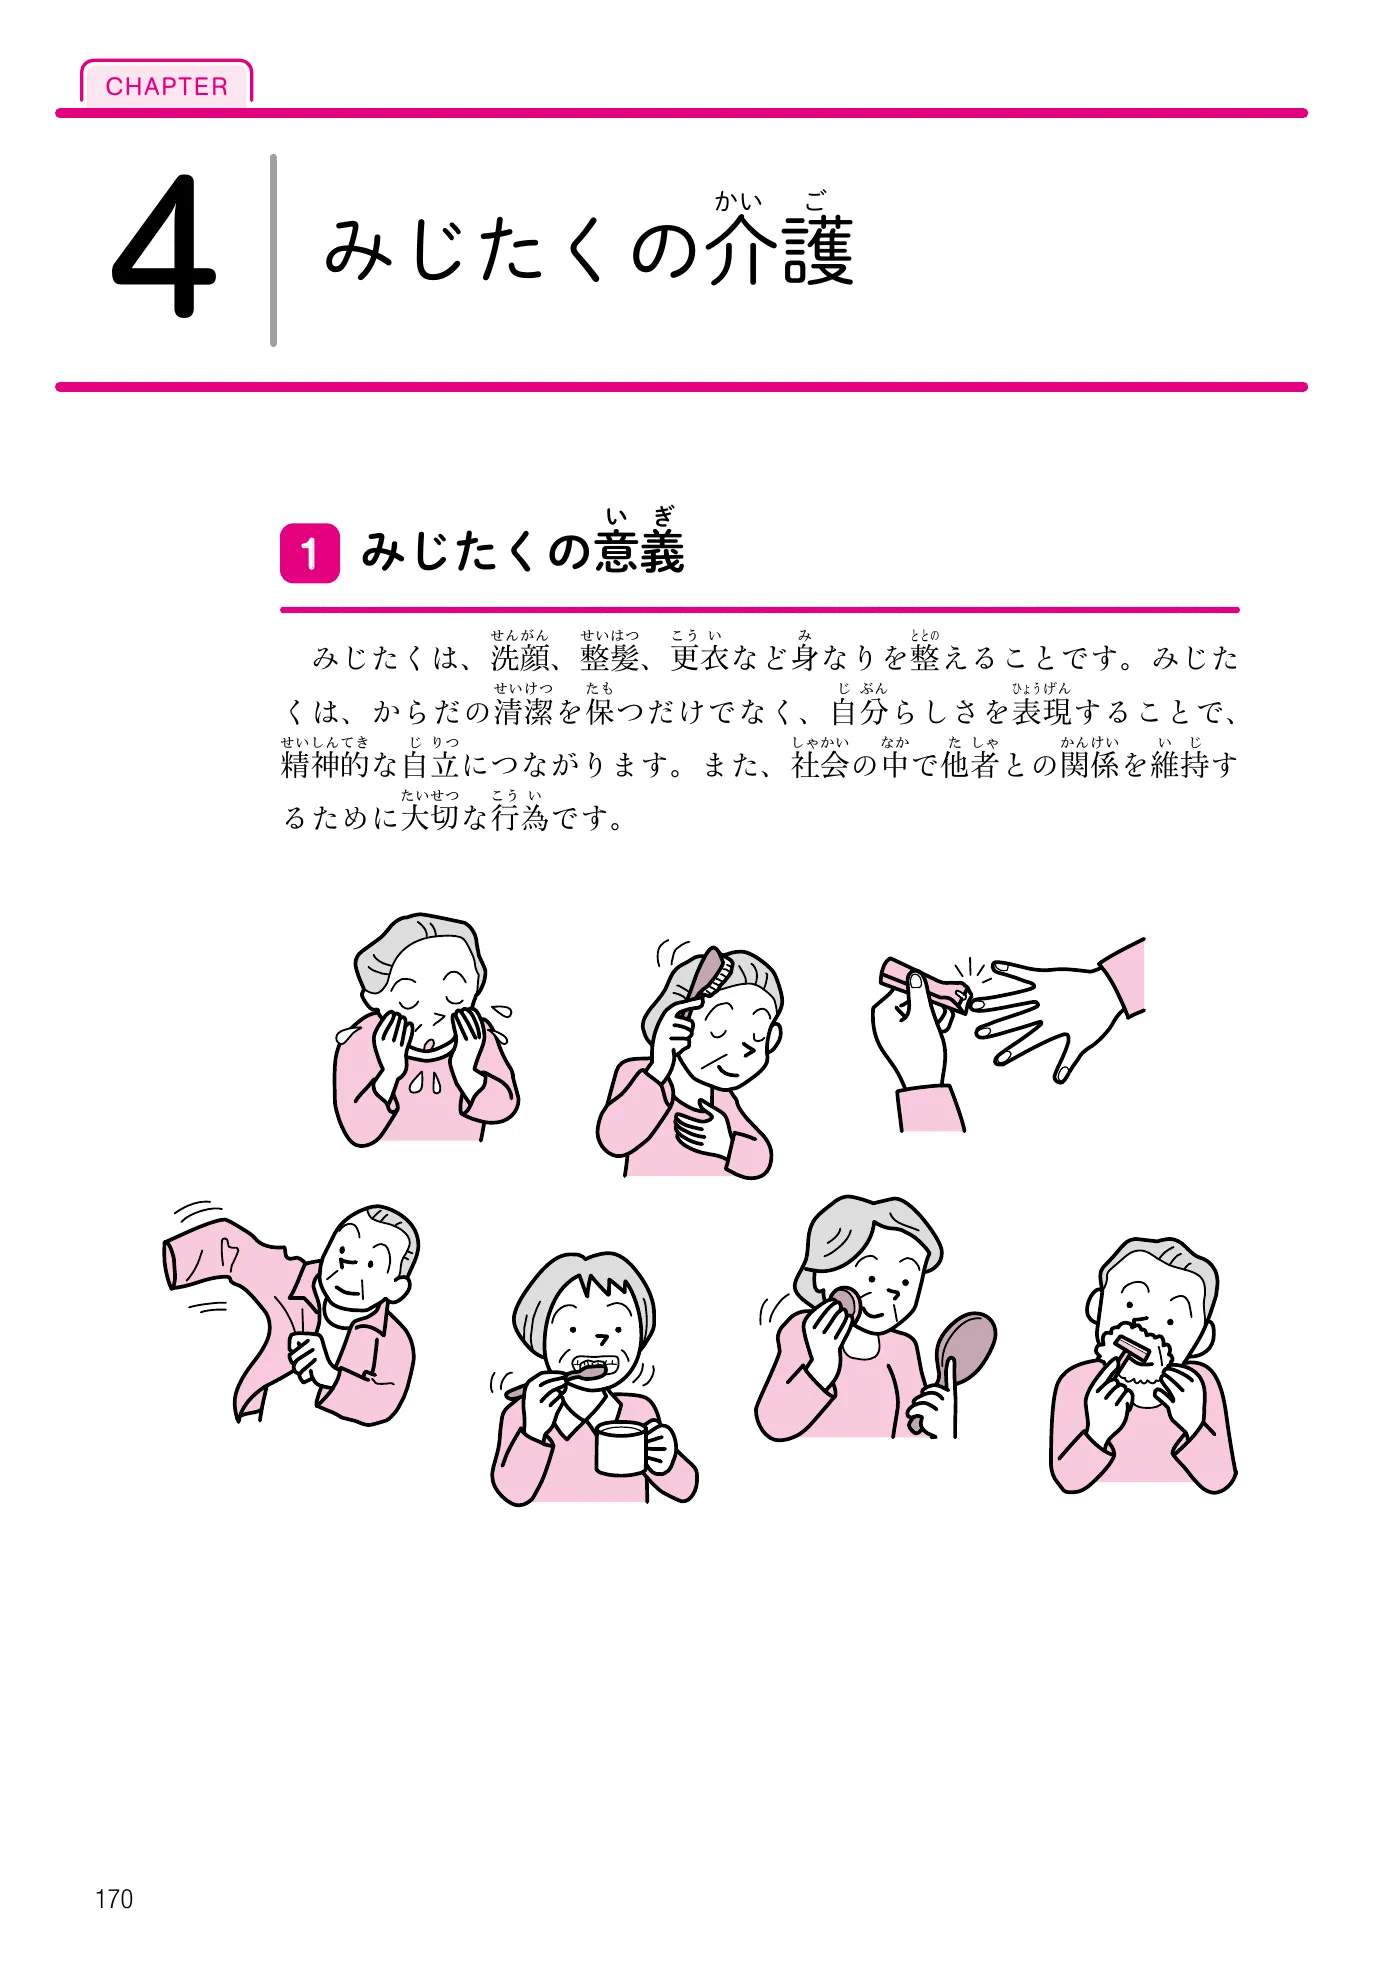 CHAPTER
4
かい ご
みじたくの介護
い ぎ
1 みじたくの意義
せんがん せいはつ こう い み ととの
みじたくは、洗顔、整髪、更衣など身なりを整えることです。みじた
せいけつ たも じ ぶん ひょうげん
くは、からだの清潔を保つだけでなく、自分らしさを表現することで、
せいしんてき じ りつ しゃかい なか た しゃ かんけい い じ
精神的な自立につながります。また、社会の中で他者との関係を維持す
たいせつ こう い
るために大切な行為です。
170